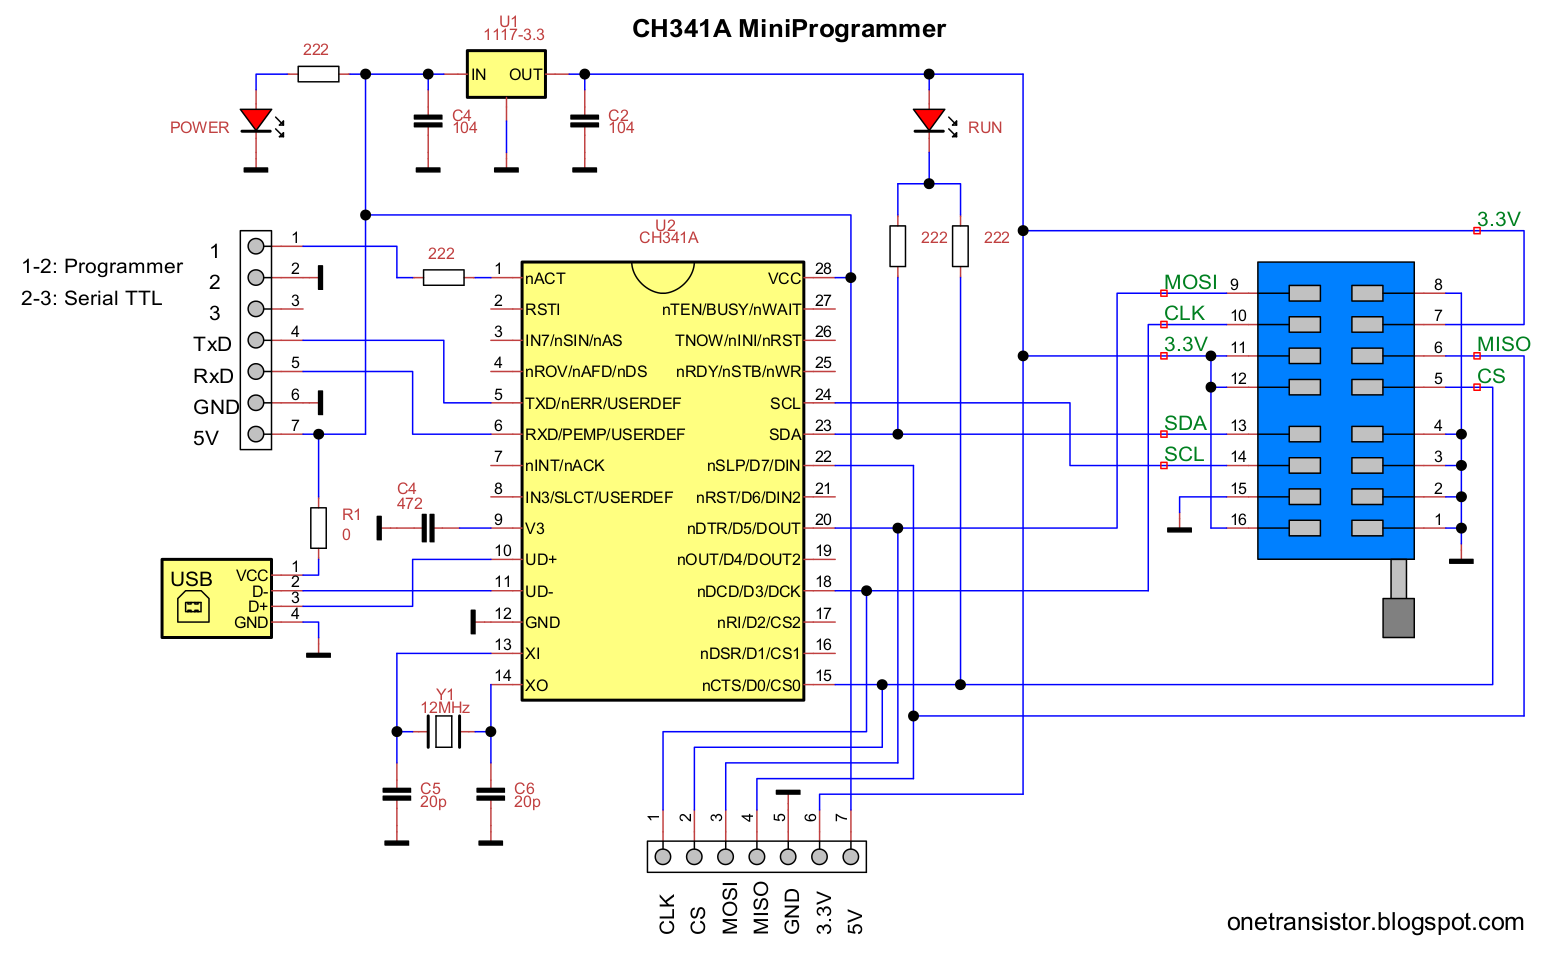 CH341A MiniProgrammer
U1
1117-3.3
222
IN OUT
POWER
C4
104
C2
104
RUN
222 222
1-2: Programmer
2-3: Serial TTL
1 1
2 2
3 3
TxD 4
RxD 5
GND 6
5V 7
222
U2
CH341A
1 nACT
2 RSTI
3 IN7/nSIN/nAS
4 nROV/nAFD/nDS
5 TXD/nERR/USERDEF
6 RXD/PEMP/USERDEF
7 nINT/nACK
8 IN3/SLCT/USERDEF
9 V3
10 UD+
11 UD-
12 GND
13 XI
14 XO
VCC 28
nTEN/BUSY/nWAIT 27
TNOW/nINI/nRST 26
nRDY/nSTB/nWR 25
SCL 24
SDA 23
nSLP/D7/DIN 22
nRST/D6/DIN2 21
nDTR/D5/DOUT 20
nOUT/D4/DOUT2 19
nDCD/D3/DCK 18
nRI/D2/CS2 17
nDSR/D1/CS1 16
nCTS/D0/CS0 15
C4
472
R1
0
USB
VCC 1
D- 2
D+ 3
GND 4
Y1
12MHz
C5
20p
C6
20p
3.3V
MOSI 9
CLK 10
3.3V 11
12
SDA 13
SCL 14
15
16
8
7
6 MISO
5 CS
4
3
2
1
1 2 3 4 5 6 7
CLK
CS
MOSI
MISO
GND
3.3V
5V
onetransistor.blogspot.com